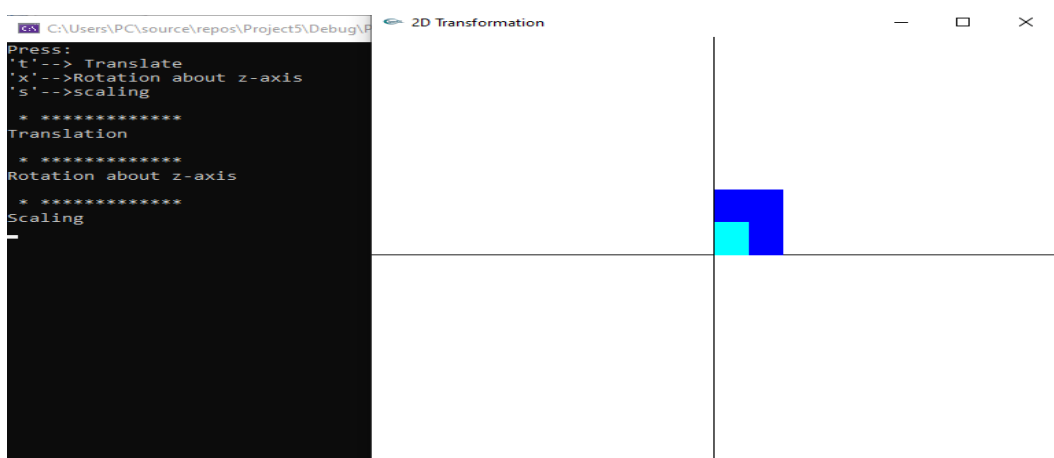 C:\Users\PC\source\repos\Project5\Debug\P
Press:
't'--> Translate
'x'-->Rotation about z-axis
's'-->scaling
* *************
Translation
* *************
Rotation about z-axis
* *************
Scaling
2D Transformation